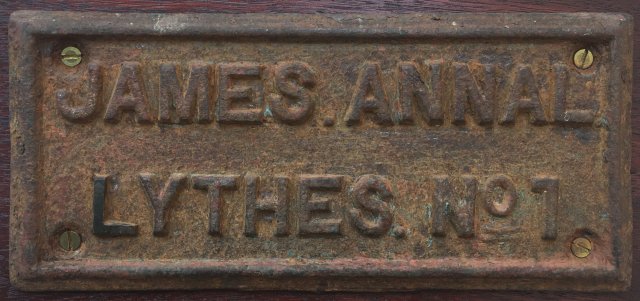 JAMES. ANNAL
LYTHES. Nº 1